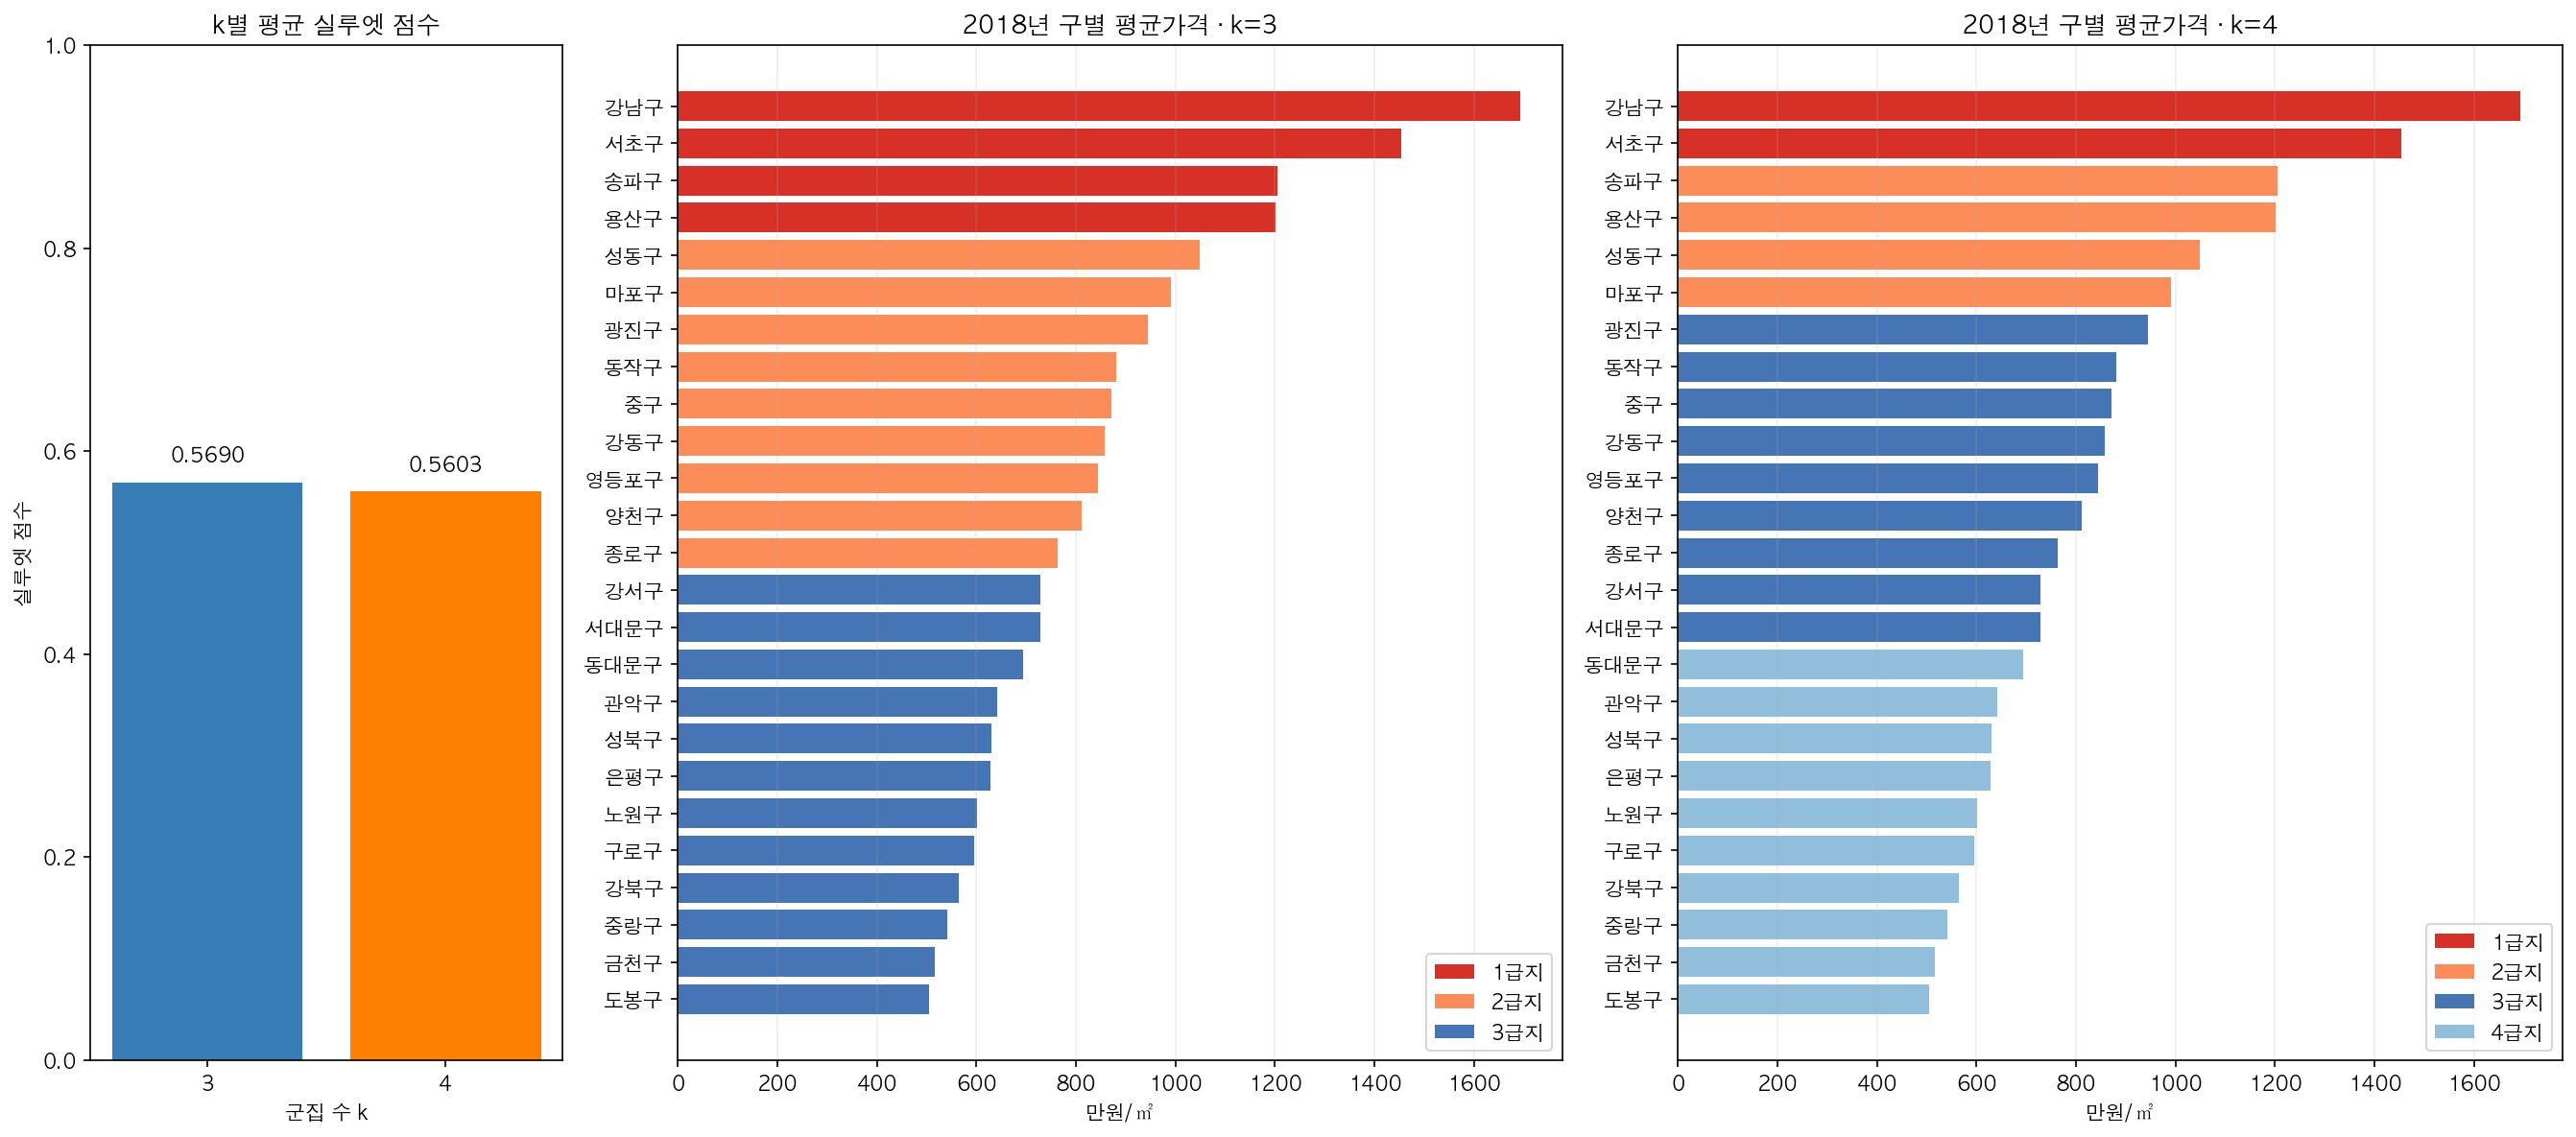 k별 평균 실루엣 점수
1.0
0.8
0.6
0.4
0.2
0.0
실루엣 점수
0.5690
0.5603
3
4
군집 수 k
2018년 구별 평균가격 · k=3
강남구
서초구
송파구
용산구
성동구
마포구
광진구
동작구
중구
강동구
영등포구
양천구
종로구
강서구
서대문구
동대문구
관악구
성북구
은평구
노원구
구로구
강북구
중랑구
금천구
도봉구
1급지
2급지
3급지
0 200 400 600 800 1000 1200 1400 1600
만원/㎡
2018년 구별 평균가격 · k=4
강남구
서초구
송파구
용산구
성동구
마포구
광진구
동작구
중구
강동구
영등포구
양천구
종로구
강서구
서대문구
동대문구
관악구
성북구
은평구
노원구
구로구
강북구
중랑구
금천구
도봉구
1급지
2급지
3급지
4급지
0 200 400 600 800 1000 1200 1400 1600
만원/㎡